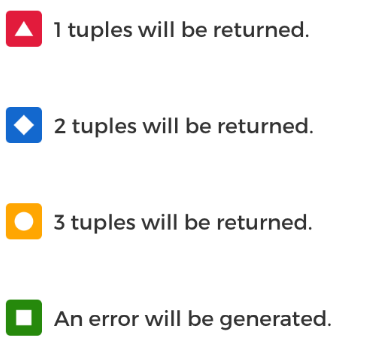 1 tuples will be returned.
2 tuples will be returned.
3 tuples will be returned.
An error will be generated.